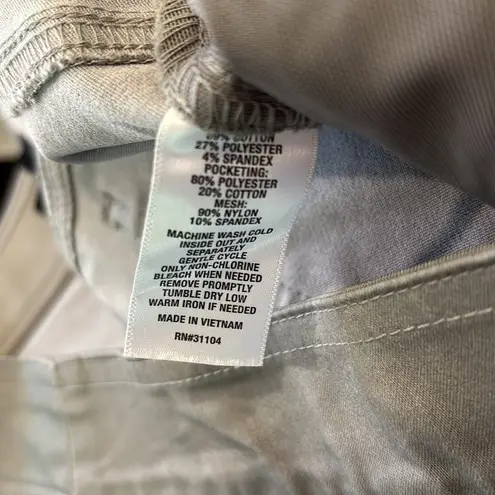 69% COTTON
27% POLYESTER
4% SPANDEX
POCKETING:
80% POLYESTER
20% COTTON
MESH:
90% NYLON
10% SPANDEX
MACHINE WASH COLD
INSIDE OUT AND
SEPARATELY
GENTLE CYCLE
ONLY NON-CHLORINE
BLEACH WHEN NEEDED
REMOVE PROMPTLY
TUMBLE DRY LOW
WARM IRON IF NEEDED
MADE IN VIETNAM
RN#31104